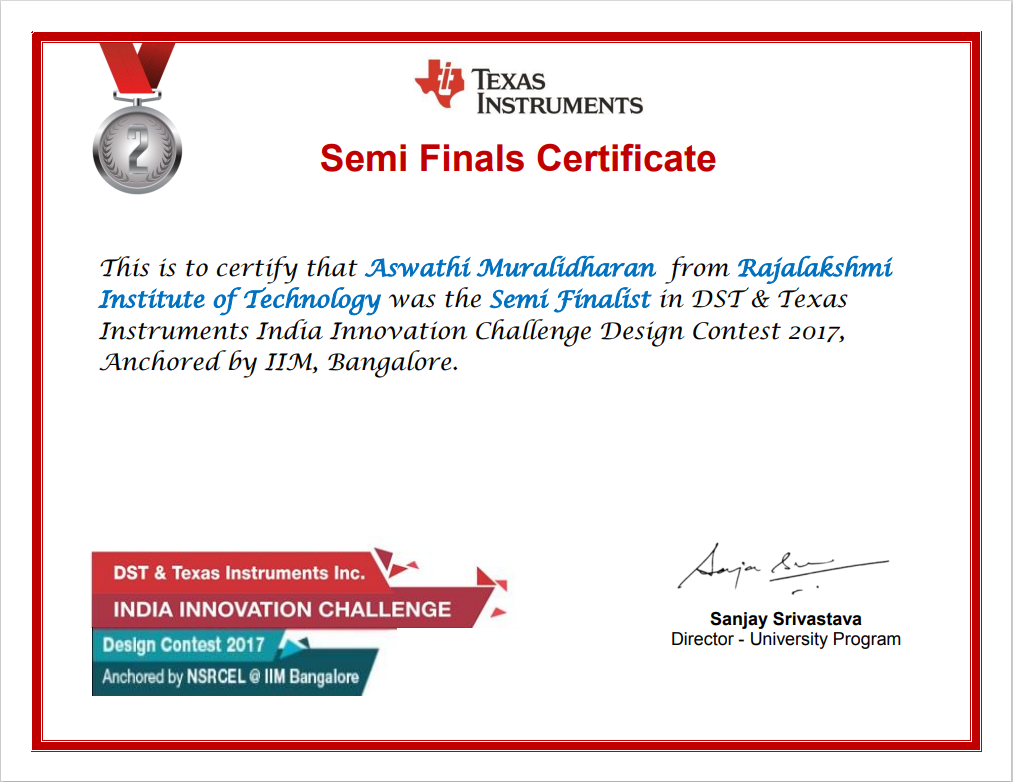 2
TEXAS
INSTRUMENTS
Semi Finals Certificate
This is to certify that Aswathi Muralidharan from Rajalakshmi
Institute of Technology was the Semi Finalist in DST & Texas
Instruments India Innovation Challenge Design Contest 2017,
Anchored by IIM, Bangalore.
DST & Texas Instruments Inc.
INDIA INNOVATION CHALLENGE
Design Contest 2017
Anchored by NSRCEL @ IIM Bangalore
Sanjay Srivastava
Director - University Program